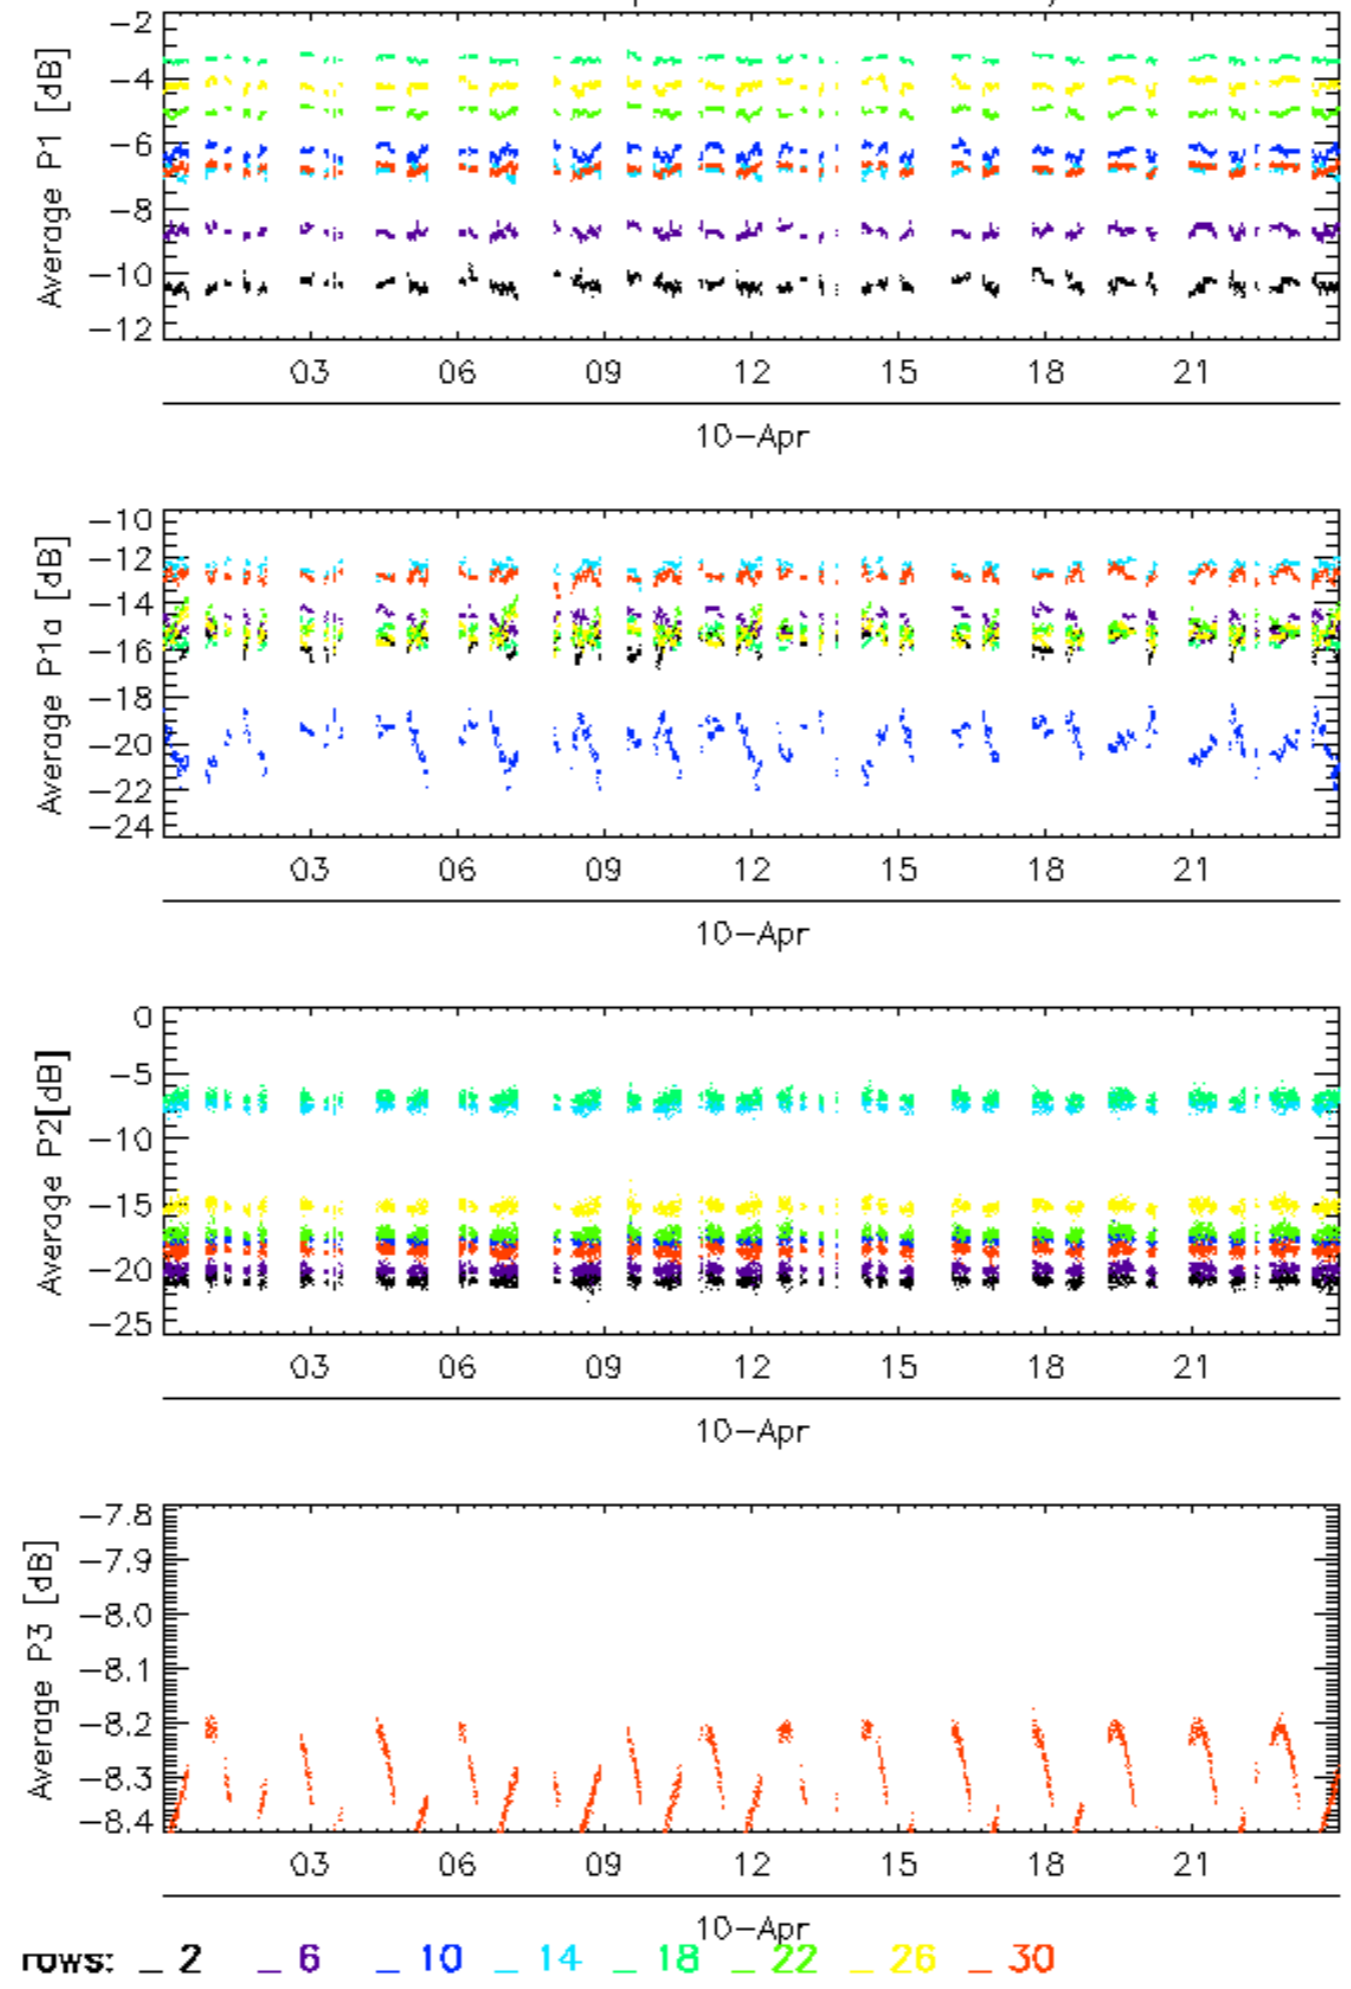 -2
-4
-6
-8
-10
-12
Average P1 [dB]
03 06 09 12 15 18 21
10-Apr
-10
-12
-14
-16
-18
-20
-22
-24
Average P1a [dB]
03 06 09 12 15 18 21
10-Apr
0
-5
-10
-15
-20
-25
Average P2[dB]
03 06 09 12 15 18 21
10-Apr
-7.8
-7.9
-8.0
-8.1
-8.2
-8.3
-8.4
Average P3 [dB]
03 06 09 12 15 18 21
10-Apr
rows: _ 2 _ 6 _ 10 _ 14 _ 18 _ 22 _ 26 _ 30